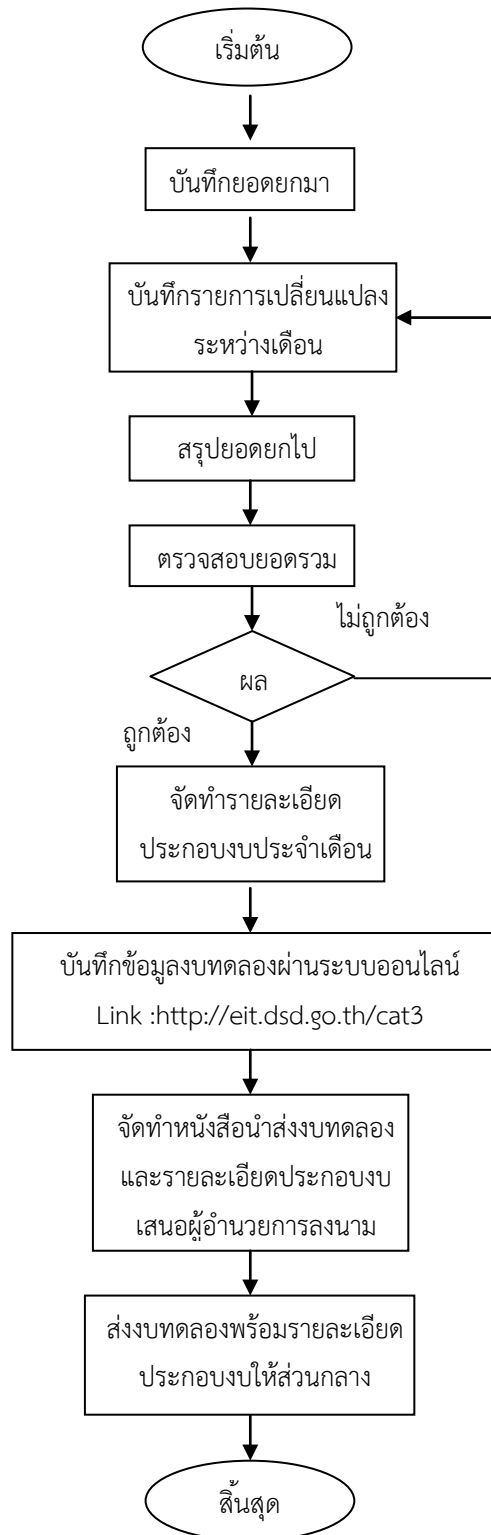 เริ่มต้น
บันทึกยอดยกมา
บันทึกรายการเปลี่ยนแปลง
ระหว่างเดือน
สรุปยอดยกไป
ตรวจสอบยอดรวม
ไม่ถูกต้อง
ผล
ถูกต้อง
จัดทำรายละเอียด
ประกอบงบประจำเดือน
บันทึกข้อมูลงบทดลองผ่านระบบออนไลน์
Link :http://eit.dsd.go.th/cat3
จัดทำหนังสือนำส่งงบทดลอง
และรายละเอียดประกอบงบ
เสนอผู้อำนวยการลงนาม
ส่งงบทดลองพร้อมรายละเอียด
ประกอบงบให้ส่วนกลาง
สิ้นสุด